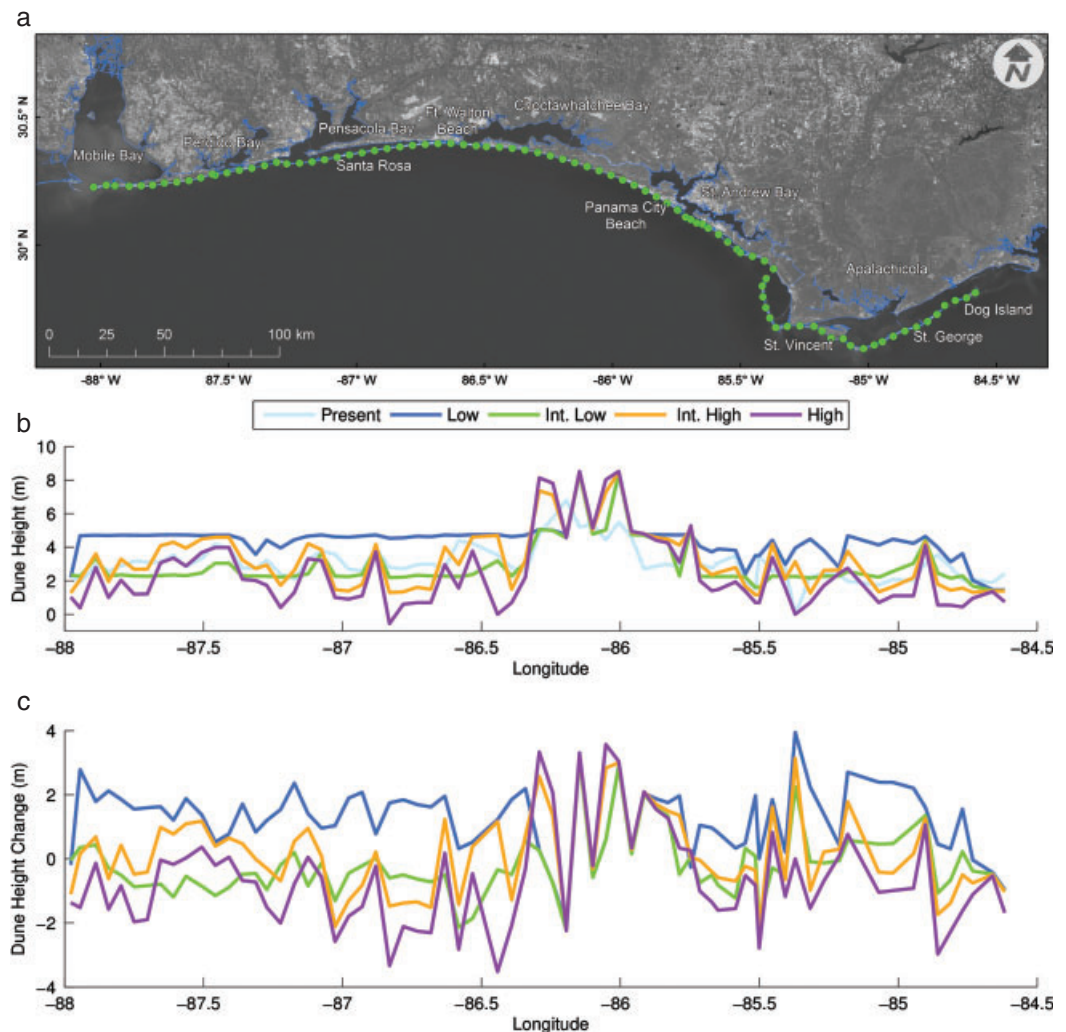 a
N
30.5° N
30° N
Mobile Bay
Perdido Bay
Pensacola Bay
Ft. Walton
Beach
Choctawhatchee Bay
Santa Rosa
Panama City
Beach
St. Andrew Bay
Apalachicola
Dog Island
St. George
St. Vincent
0 25 50 100 km
-88° W -87.5° W -87° W -86.5° W -86° W -85.5° W -85° W -84.5° W
Present Low Int. Low Int. High High
b
Dune Height (m)
10
8
6
4
2
0
-88 -87.5 -87 -86.5 -86 -85.5 -85 -84.5
Longitude
c
Dune Height Change (m)
4
2
0
-2
-4
-88 -87.5 -87 -86.5 -86 -85.5 -85 -84.5
Longitude